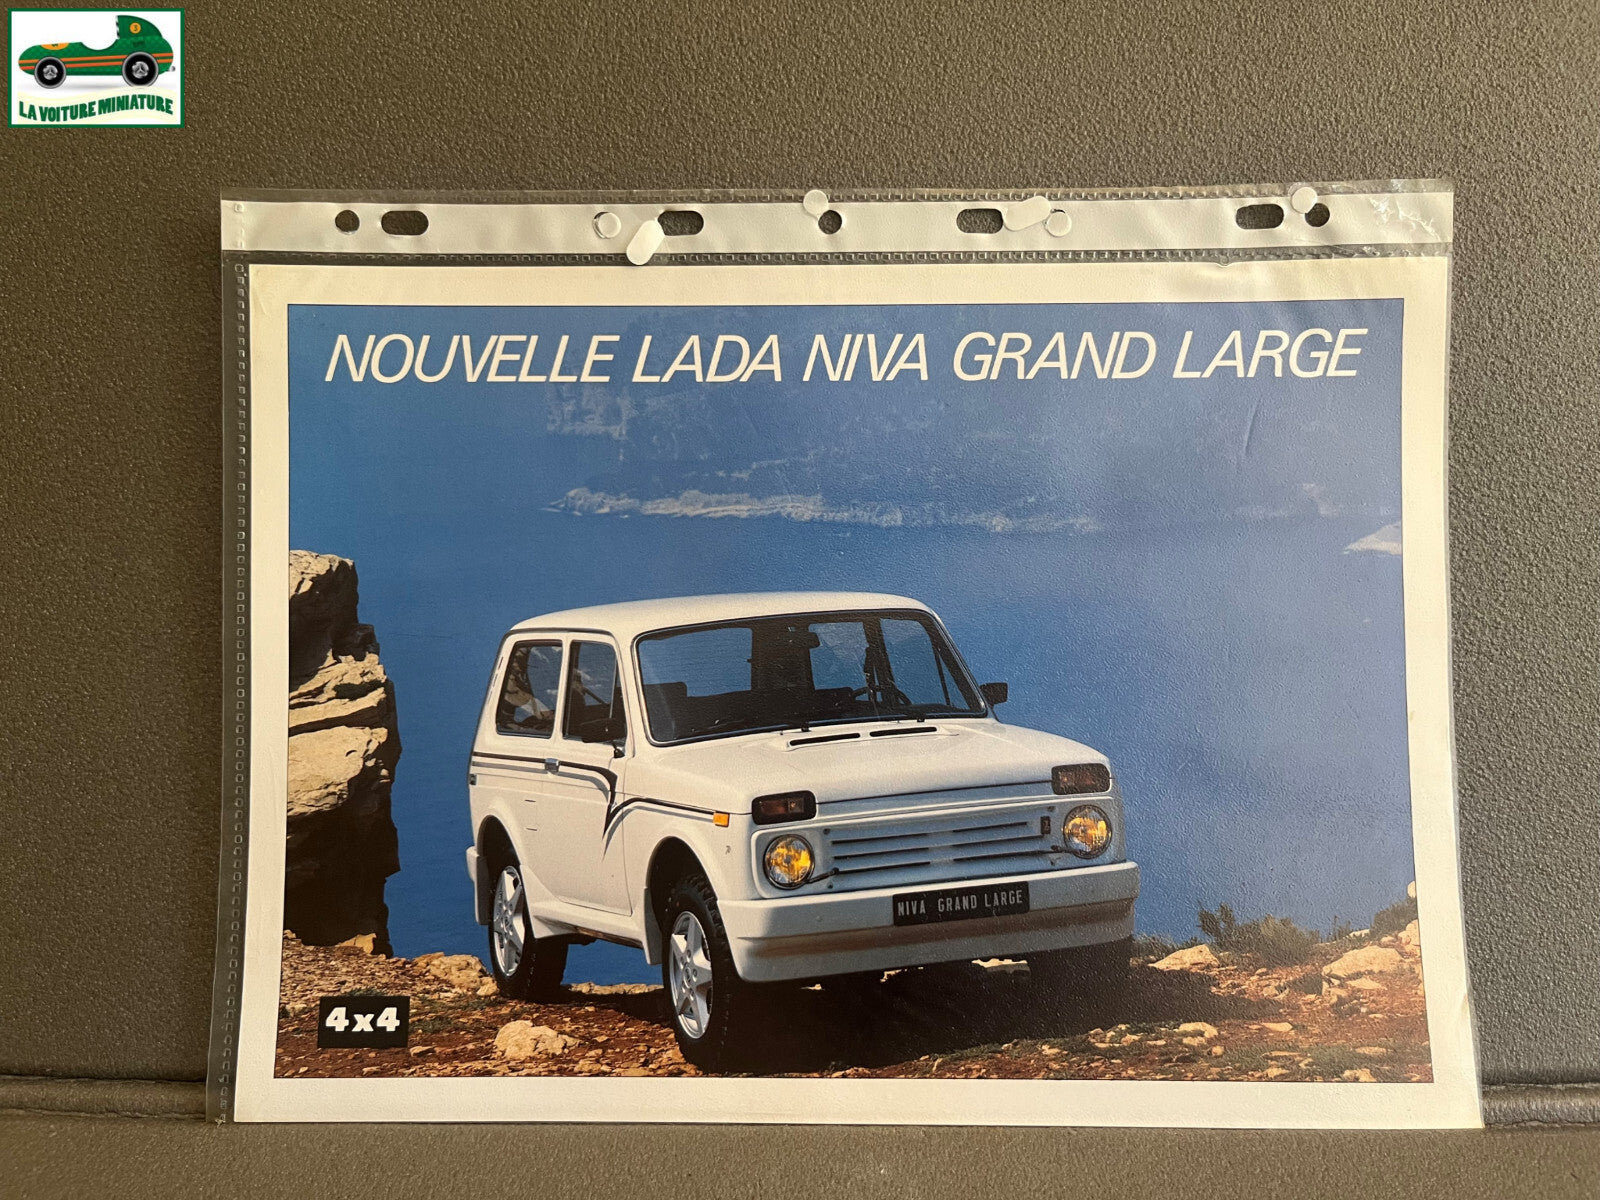 LA VOITURE MINIATURE
NOUVELLE LADA NIVA GRAND LARGE
NIVA GRAND LARGE
4x4